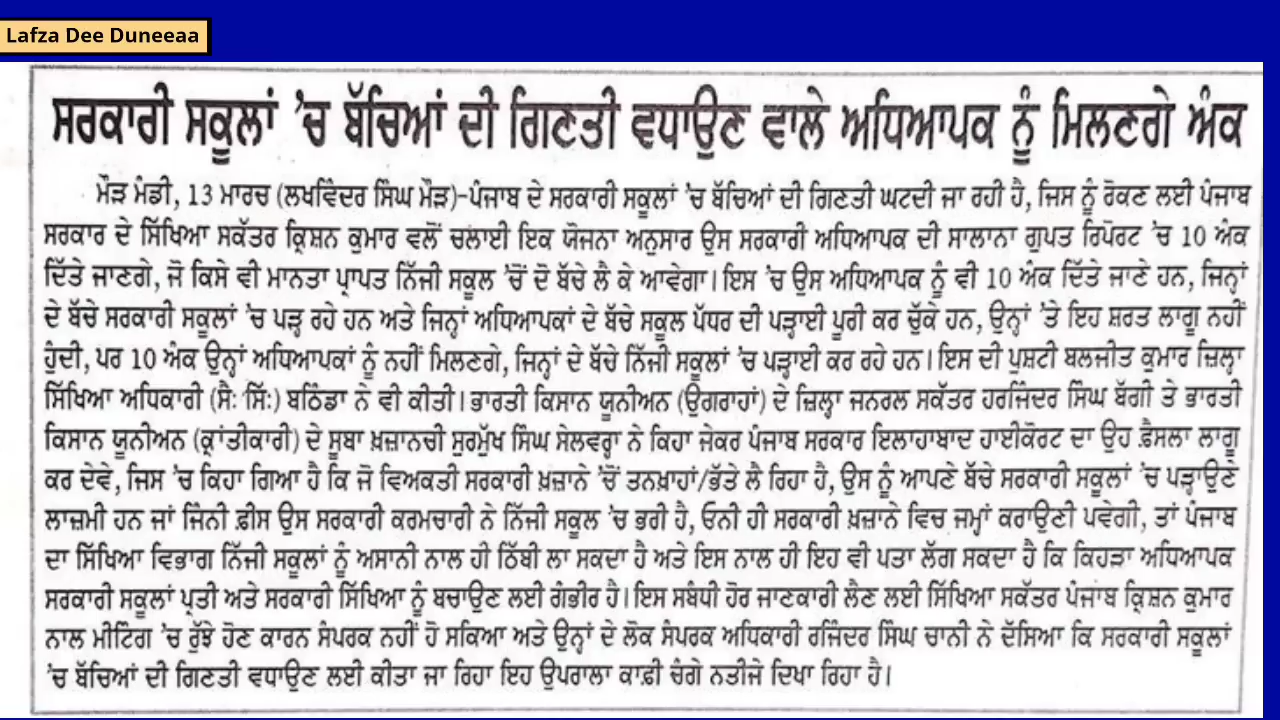 Lafza Dee Duneeaa
ਸਰਕਾਰੀ ਸਕੂਲਾਂ ’ਚ ਬੱਚਿਆਂ ਦੀ ਗਿਣਤੀ ਵਧਾਉਣ ਵਾਲੇ ਅਧਿਆਪਕ ਨੂੰ ਮਿਲਣਗੇ ਅੰਕ
ਮੌੜ ਮੰਡੀ, 13 ਮਾਰਚ (ਲਖਵਿੰਦਰ ਸਿੰਘ ਮੌੜ)-ਪੰਜਾਬ ਦੇ ਸਰਕਾਰੀ ਸਕੂਲਾਂ ’ਚ ਬੱਚਿਆਂ ਦੀ ਗਿਣਤੀ ਘਟਦੀ ਜਾ ਰਹੀ ਹੈ, ਜਿਸ ਨੂੰ ਰੋਕਣ ਲਈ ਪੰਜਾਬ
ਸਰਕਾਰ ਦੇ ਸਿੱਖਿਆ ਸਕੱਤਰ ਕ੍ਰਿਸ਼ਨ ਕੁਮਾਰ ਵਲੋਂ ਚਲਾਈ ਇਕ ਯੋਜਨਾ ਅਨੁਸਾਰ ਉਸ ਸਰਕਾਰੀ ਅਧਿਆਪਕ ਦੀ ਸਾਲਾਨਾ ਗੁਪਤ ਰਿਪੋਰਟ ’ਚ 10 ਅੰਕ
ਦਿੱਤੇ ਜਾਣਗੇ, ਜੋ ਕਿਸੇ ਵੀ ਮਾਨਤਾ ਪ੍ਰਾਪਤ ਨਿੱਜੀ ਸਕੂਲ ’ਚੋਂ ਦੋ ਬੱਚੇ ਲੈ ਕੇ ਆਵੇਗਾ। ਇਸ ’ਚ ਉਸ ਅਧਿਆਪਕ ਨੂੰ ਵੀ 10 ਅੰਕ ਦਿੱਤੇ ਜਾਣੇ ਹਨ, ਜਿਨ੍ਹਾਂ
ਦੇ ਬੱਚੇ ਸਰਕਾਰੀ ਸਕੂਲਾਂ ’ਚ ਪੜ੍ਹ ਰਹੇ ਹਨ ਅਤੇ ਜਿਨ੍ਹਾਂ ਅਧਿਆਪਕਾਂ ਦੇ ਬੱਚੇ ਸਕੂਲ ਪੱਧਰ ਦੀ ਪੜ੍ਹਾਈ ਪੂਰੀ ਕਰ ਚੁੱਕੇ ਹਨ, ਉਨ੍ਹਾਂ ’ਤੇ ਇਹ ਸ਼ਰਤ ਲਾਗੂ ਨਹੀਂ
ਹੁੰਦੀ, ਪਰ 10 ਅੰਕ ਉਨ੍ਹਾਂ ਅਧਿਆਪਕਾਂ ਨੂੰ ਨਹੀਂ ਮਿਲਣਗੇ, ਜਿਨ੍ਹਾਂ ਦੇ ਬੱਚੇ ਨਿੱਜੀ ਸਕੂਲਾਂ ’ਚ ਪੜ੍ਹਾਈ ਕਰ ਰਹੇ ਹਨ। ਇਸ ਦੀ ਪੁਸ਼ਟੀ ਬਲਜੀਤ ਕੁਮਾਰ ਜ਼ਿਲ੍ਹਾ
ਸਿੱਖਿਆ ਅਧਿਕਾਰੀ (ਸੈ: ਸਿੱ:) ਬਠਿੰਡਾ ਨੇ ਵੀ ਕੀਤੀ। ਭਾਰਤੀ ਕਿਸਾਨ ਯੂਨੀਅਨ (ਉਗਰਾਹਾਂ) ਦੇ ਜ਼ਿਲ੍ਹਾ ਜਨਰਲ ਸਕੱਤਰ ਹਰਜਿੰਦਰ ਸਿੰਘ ਬੱਗੀ ਤੇ ਭਾਰਤੀ
ਕਿਸਾਨ ਯੂਨੀਅਨ (ਕ੍ਰਾਂਤੀਕਾਰੀ) ਦੇ ਸੂਬਾ ਖ਼ਜ਼ਾਨਚੀ ਸੁਰਮੁੱਖ ਸਿੰਘ ਸੇਲਵਰ੍ਹਾ ਨੇ ਕਿਹਾ ਜੇਕਰ ਪੰਜਾਬ ਸਰਕਾਰ ਇਲਾਹਾਬਾਦ ਹਾਈਕੋਰਟ ਦਾ ਉਹ ਫ਼ੈਸਲਾ ਲਾਗੂ
ਕਰ ਦੇਵੇ, ਜਿਸ ’ਚ ਕਿਹਾ ਗਿਆ ਹੈ ਕਿ ਜੋ ਵਿਅਕਤੀ ਸਰਕਾਰੀ ਖ਼ਜ਼ਾਨੇ ’ਚੋਂ ਤਨਖ਼ਾਹਾਂ/ਭੱਤੇ ਲੈ ਰਿਹਾ ਹੈ, ਉਸ ਨੂੰ ਆਪਣੇ ਬੱਚੇ ਸਰਕਾਰੀ ਸਕੂਲਾਂ ’ਚ ਪੜ੍ਹਾਉਣੇ
ਲਾਜ਼ਮੀ ਹਨ ਜਾਂ ਜਿੰਨੀ ਫ਼ੀਸ ਉਸ ਸਰਕਾਰੀ ਕਰਮਚਾਰੀ ਨੇ ਨਿੱਜੀ ਸਕੂਲ ’ਚ ਭਰੀ ਹੈ, ਓਨੀ ਹੀ ਸਰਕਾਰੀ ਖ਼ਜ਼ਾਨੇ ਵਿਚ ਜਮ੍ਹਾਂ ਕਰਾਉਣੀ ਪਵੇਗੀ, ਤਾਂ ਪੰਜਾਬ
ਦਾ ਸਿੱਖਿਆ ਵਿਭਾਗ ਨਿੱਜੀ ਸਕੂਲਾਂ ਨੂੰ ਅਸਾਨੀ ਨਾਲ ਹੀ ਠਿੱਬੀ ਲਾ ਸਕਦਾ ਹੈ ਅਤੇ ਇਸ ਨਾਲ ਹੀ ਇਹ ਵੀ ਪਤਾ ਲੱਗ ਸਕਦਾ ਹੈ ਕਿ ਕਿਹੜਾ ਅਧਿਆਪਕ
ਸਰਕਾਰੀ ਸਕੂਲਾਂ ਪ੍ਰਤੀ ਅਤੇ ਸਰਕਾਰੀ ਸਿੱਖਿਆ ਨੂੰ ਬਚਾਉਣ ਲਈ ਗੰਭੀਰ ਹੈ। ਇਸ ਸਬੰਧੀ ਹੋਰ ਜਾਣਕਾਰੀ ਲੈਣ ਲਈ ਸਿੱਖਿਆ ਸਕੱਤਰ ਪੰਜਾਬ ਕ੍ਰਿਸ਼ਨ ਕੁਮਾਰ
ਨਾਲ ਮੀਟਿੰਗ ’ਚ ਰੁੱਝੇ ਹੋਣ ਕਾਰਨ ਸੰਪਰਕ ਨਹੀਂ ਹੋ ਸਕਿਆ ਅਤੇ ਉਨ੍ਹਾਂ ਦੇ ਲੋਕ ਸੰਪਰਕ ਅਧਿਕਾਰੀ ਰਜਿੰਦਰ ਸਿੰਘ ਚਾਨੀ ਨੇ ਦੱਸਿਆ ਕਿ ਸਰਕਾਰੀ ਸਕੂਲਾਂ
’ਚ ਬੱਚਿਆਂ ਦੀ ਗਿਣਤੀ ਵਧਾਉਣ ਲਈ ਕੀਤਾ ਜਾ ਰਿਹਾ ਇਹ ਉਪਰਾਲਾ ਕਾਫ਼ੀ ਚੰਗੇ ਨਤੀਜੇ ਦਿਖਾ ਰਿਹਾ ਹੈ।